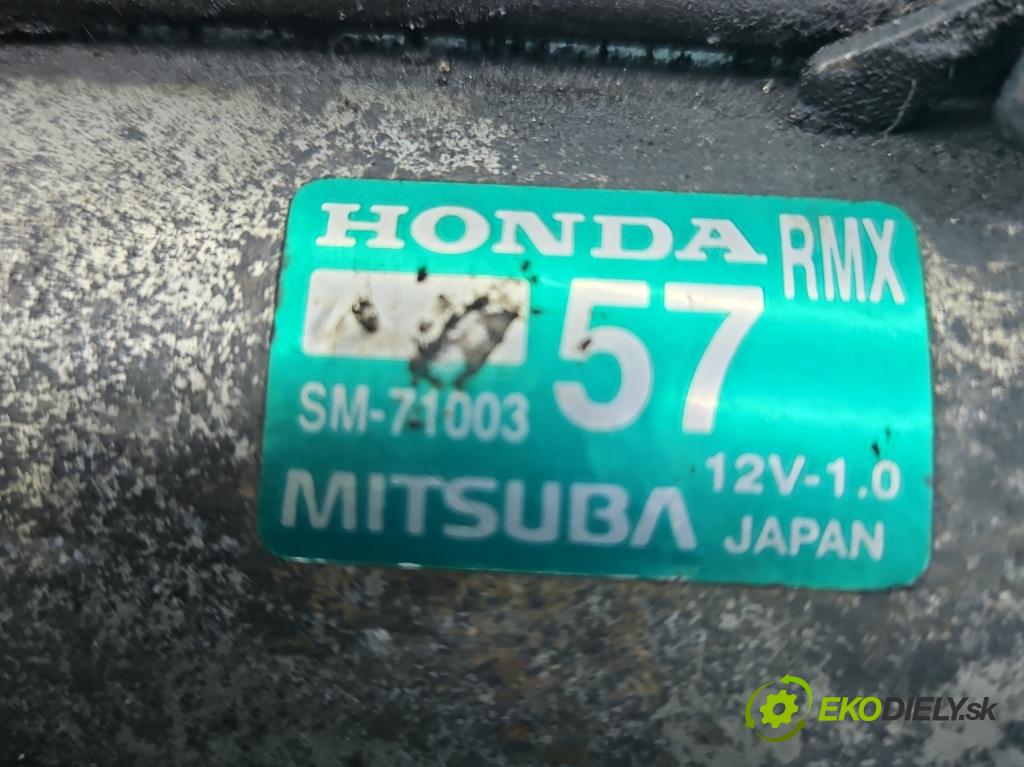 HONDA RMX
57
SM-71003
MITSUBA 12V-1.0
JAPAN
EKODIELY.sk